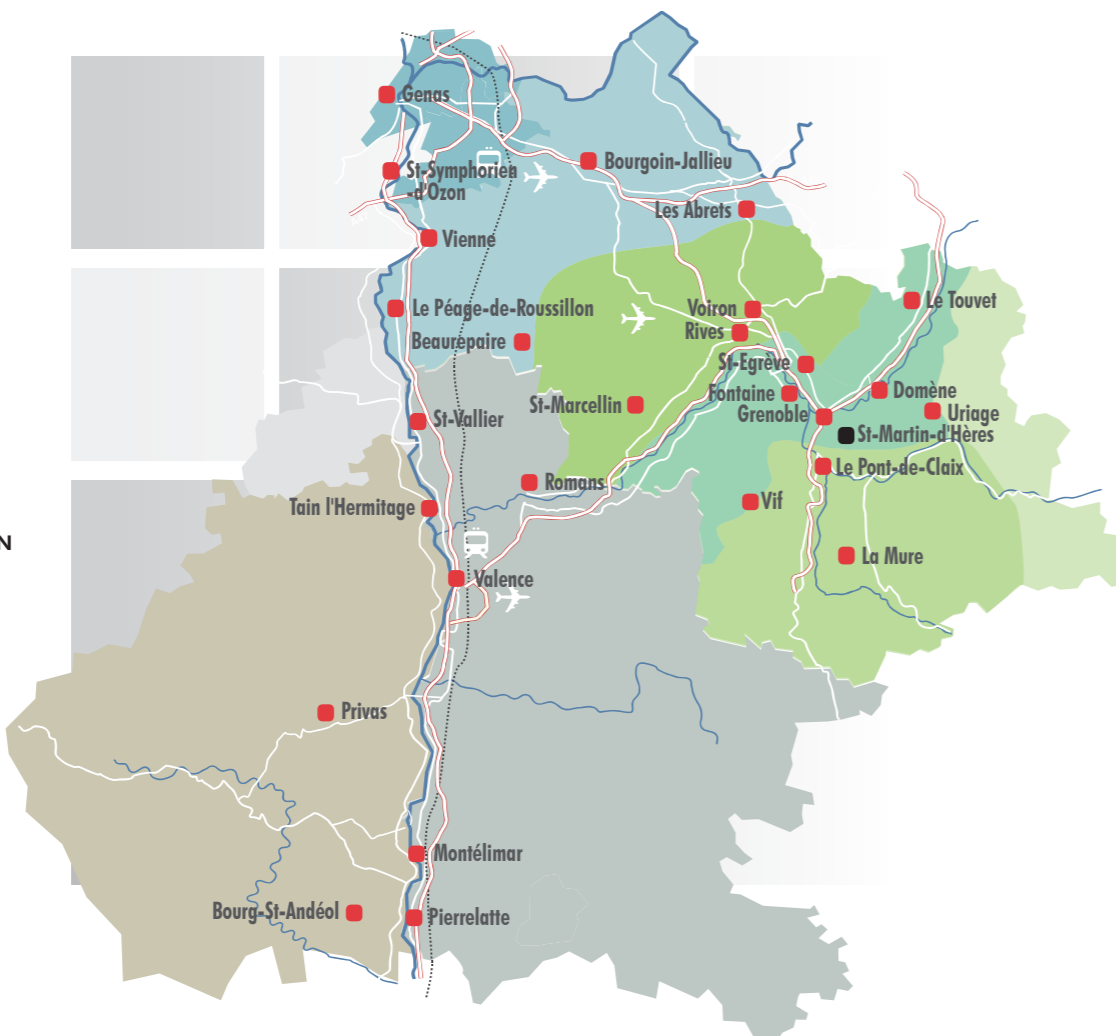 Genas
St-Symphorien
-d'Ozon
Bourgoin-Jallieu
Les Abrets
Vienne
Le Péage-de-Roussillon
Beaurepaire
Voiron
Rives
Le Touvet
St-Egrève
Fontaine
Grenoble
Domène
Uriage
St-Marcellin
St-Vallier
St-Martin-d'Hères
Le Pont-de-Claix
Romans
Vif
Tain l'Hermitage
N
La Mure
Valence
Privas
Montélimar
Bourg-St-Andéol
Pierrelatte